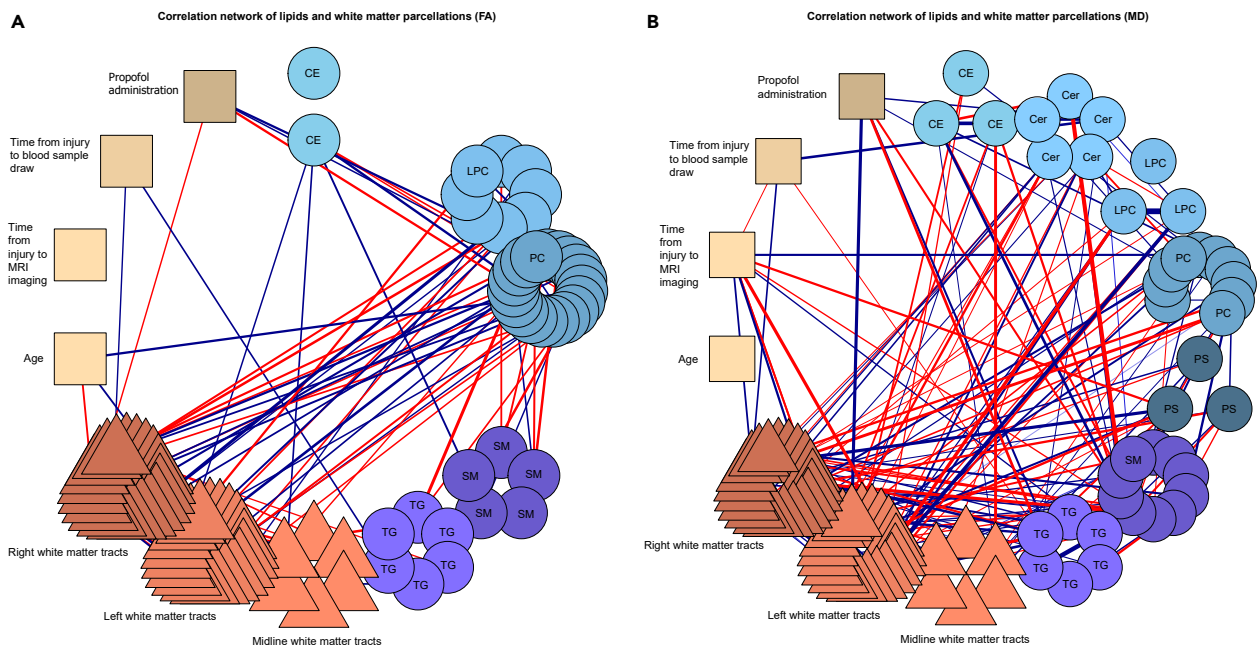 A
Correlation network of lipids and white matter parcellations (FA)
CE
Propofol
administration
CE
Time from injury
to blood sample
draw
LPC
Time
from
injury to
MRI
imaging
PC
Age
SM
SM
SM
SM
SM
TG
TG
TG
TG
TG
TG
Right white matter tracts
Left white matter tracts
Midline white matter tracts
B
Correlation network of lipids and white matter parcellations (MD)
CE
Propofol
administration
Cer
CE
CE
Cer
Cer
Time from injury
to blood sample
draw
Cer
Cer
LPC
LPC
LPC
Time
from
injury to
MRI
imaging
PC
PC
Age
PS
PS
PS
SM
TG
TG
TG
TG
TG
TG
Right white matter tracts
Left white matter tracts
Midline white matter tracts